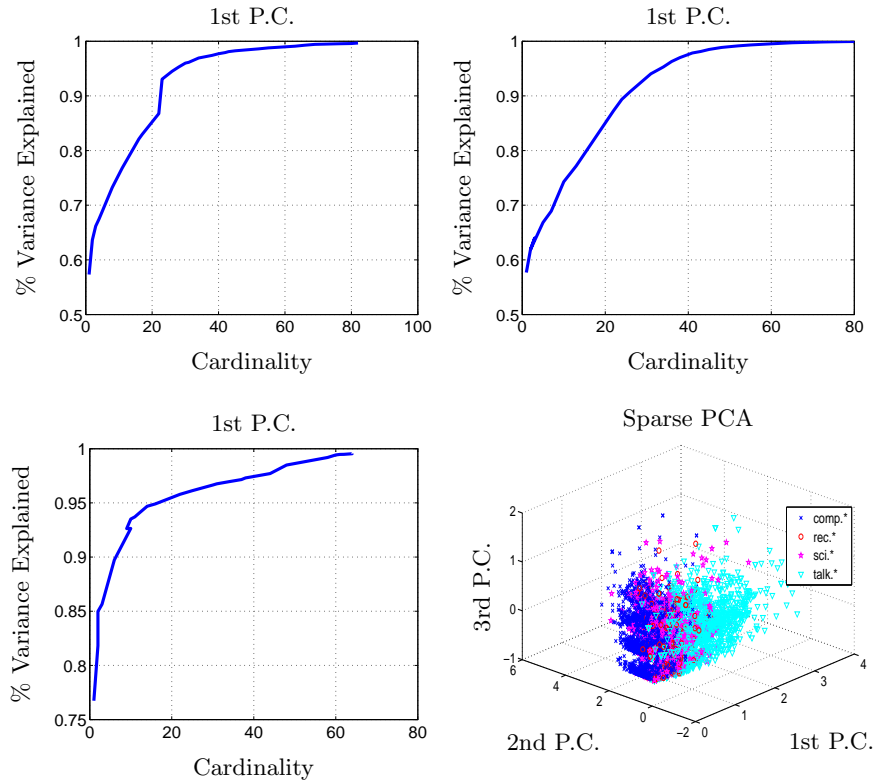 1st P.C.
1
0.9
0.8
0.7
0.6
0.5
0
20
40
60
80
100
% Variance Explained
Cardinality
1st P.C.
1
0.9
0.8
0.7
0.6
0.5
0
20
40
60
80
% Variance Explained
Cardinality
1st P.C.
1
0.95
0.9
0.85
0.8
0.75
0
20
40
60
80
% Variance Explained
Cardinality
Sparse PCA
2
1
0
−1
3rd P.C.
6
4
2
0
−2
2nd P.C.
0
1
2
3
4
1st P.C.
comp.*
rec.*
sci.*
talk.*